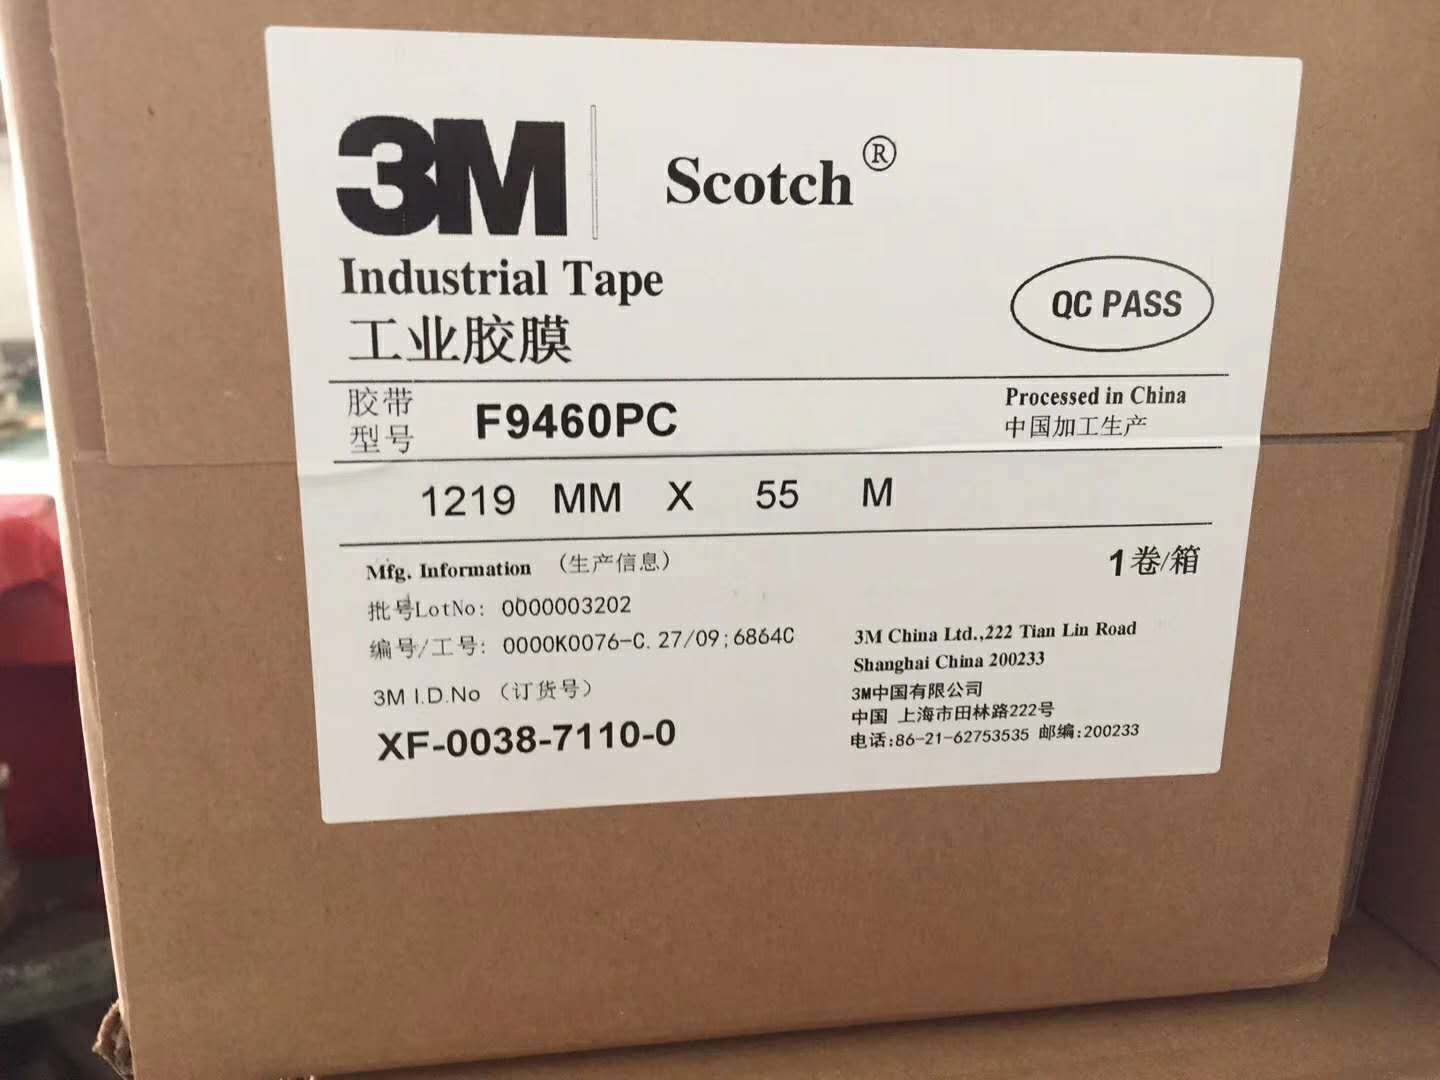 3M
Scotch®
Industrial Tape
工业胶膜
QC PASS
胶带
型号
F9460PC
Processed in China
中国加工生产
1219 MM X 55 M
Mfg. Information （生产信息）
1卷/箱
批号LotNo: 0000003202
编号/工号: 0000K0076-C. 27/09;6864C
3M I.D.No （订货号）
XF-0038-7110-0
3M China Ltd.,222 Tian Lin Road
Shanghai China 200233
3M中国有限公司
中国 上海市田林路222号
电话:86-21-62753535 邮编:200233